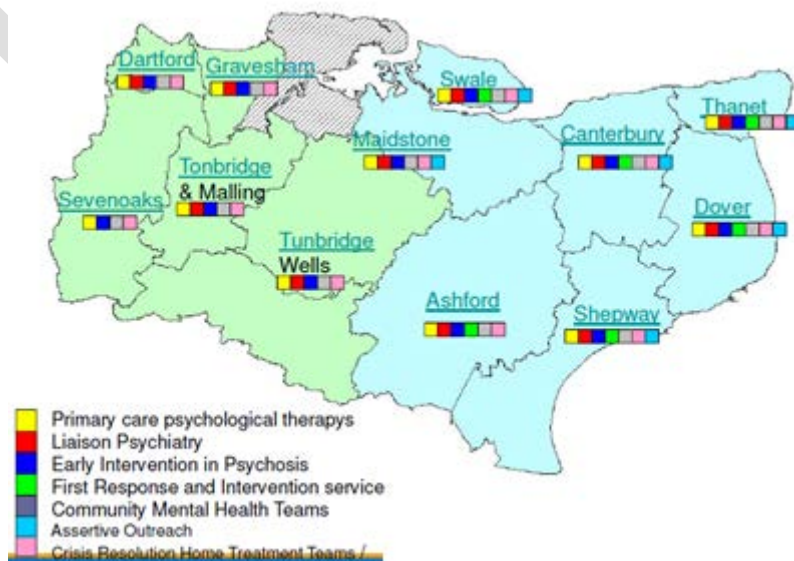 Dartford
Gravesham
Swale
Thanet
Maidstone
Canterbury
Tonbridge
& Malling
Sevenoaks
Dover
Tunbridge
Wells
Ashford
Shepway
Primary care psychological therapys
Liaison Psychiatry
Early Intervention in Psychosis
First Response and Intervention service
Community Mental Health Teams
Assertive Outreach
Crisis Resolution Home Treatment Teams /